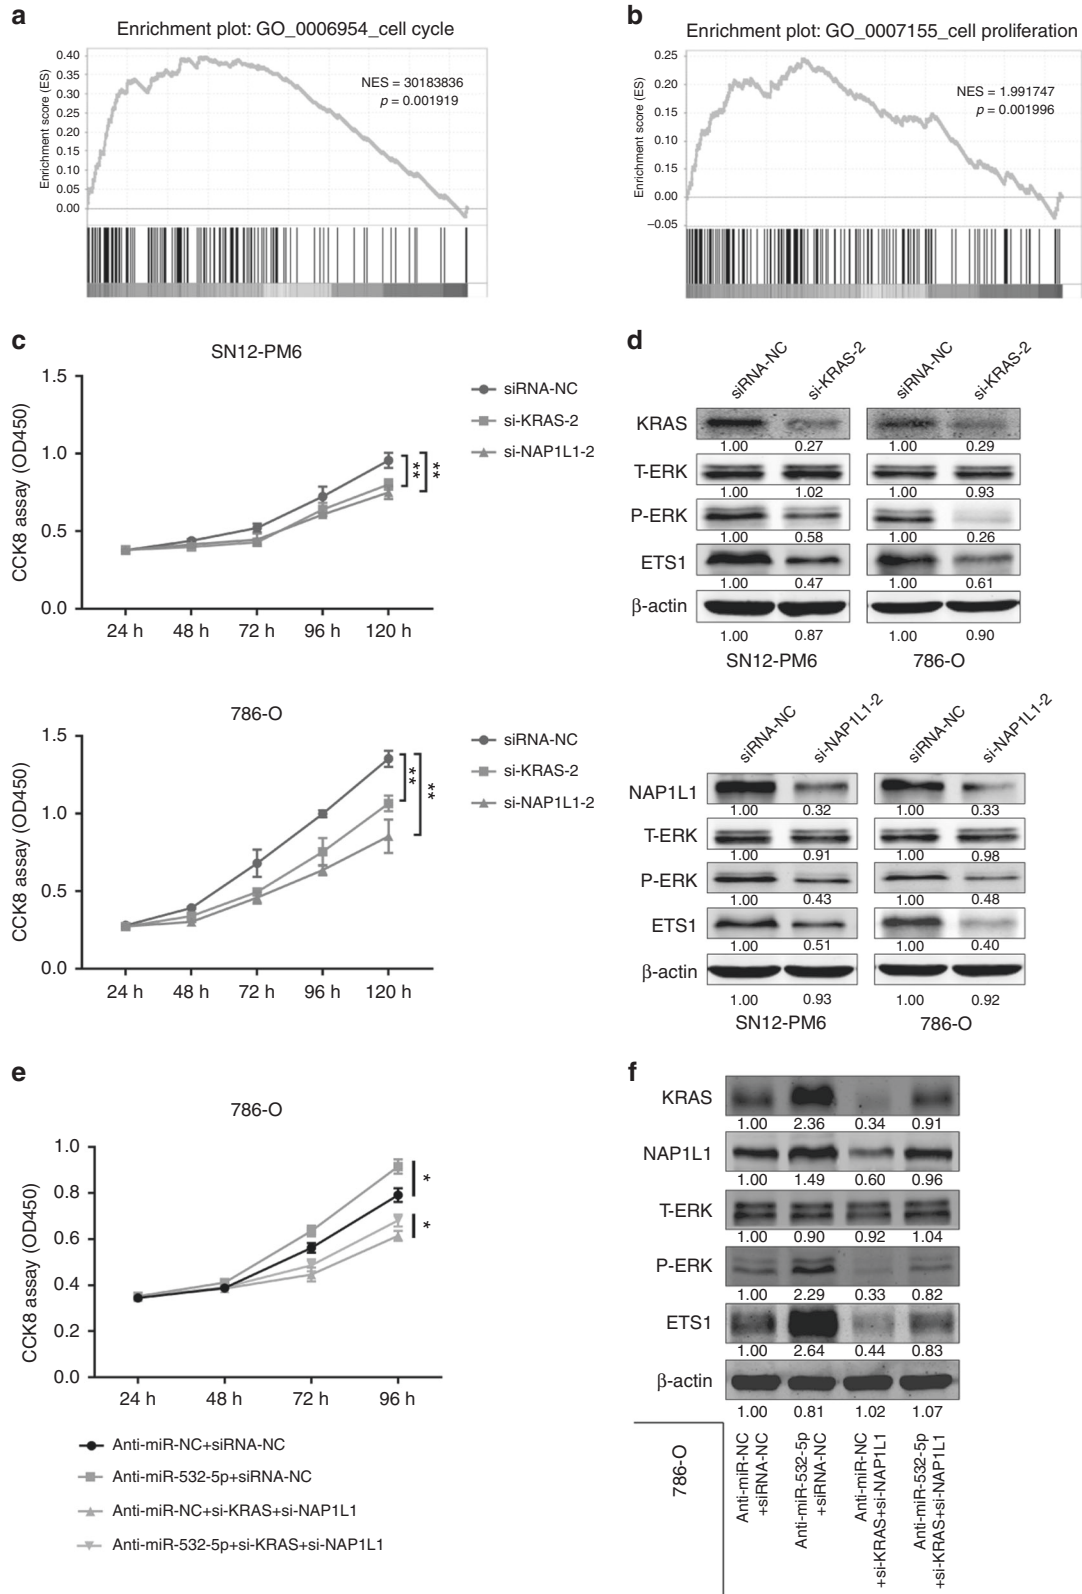 a
Enrichment plot: GO_0006954_cell cycle
Enrichment score (ES)
0.40
0.35
0.30
0.25
0.20
0.15
0.10
0.05
0.00
NES = 30183836
p = 0.001919
b
Enrichment plot: GO_0007155_cell proliferation
Enrichment score (ES)
0.25
0.20
0.15
0.10
0.15
0.00
−0.05
NES = 1.991747
p = 0.001996
c
SN12-PM6
CCK8 assay (OD450)
1.5
1.0
0.5
0.0
24 h 48 h 72 h 96 h 120 h
siRNA-NC
si-KRAS-2
si-NAP1L1-2
** **
786-O
CCK8 assay (OD450)
1.5
1.0
0.5
0.0
24 h 48 h 72 h 96 h 120 h
siRNA-NC
si-KRAS-2
si-NAP1L1-2
** **
d
siRNA-NC si-KRAS-2 siRNA-NC si-KRAS-2
KRAS
1.00 0.27 1.00 0.29
T-ERK
1.00 1.02 1.00 0.93
P-ERK
1.00 0.58 1.00 0.26
ETS1
1.00 0.47 1.00 0.61
β-actin
1.00 0.87 1.00 0.90
SN12-PM6 786-O
siRNA-NC si-NAP1L1-2 siRNA-NC si-NAP1L1-2
NAP1L1
1.00 0.32 1.00 0.33
T-ERK
1.00 0.91 1.00 0.98
P-ERK
1.00 0.43 1.00 0.48
ETS1
1.00 0.51 1.00 0.40
β-actin
1.00 0.93 1.00 0.92
SN12-PM6 786-O
e
786-O
CCK8 assay (OD450)
1.0
0.8
0.6
0.4
0.2
0.0
24 h 48 h 72 h 96 h
*
*
Anti-miR-NC+siRNA-NC
Anti-miR-532-5p+siRNA-NC
Anti-miR-NC+si-KRAS+si-NAP1L1
Anti-miR-532-5p+si-KRAS+si-NAP1L1
f
KRAS
1.00 2.36 0.34 0.91
NAP1L1
1.00 1.49 0.60 0.96
T-ERK
1.00 0.90 0.92 1.04
P-ERK
1.00 2.29 0.33 0.82
ETS1
1.00 2.64 0.44 0.83
β-actin
1.00 0.81 1.02 1.07
786-O
Anti-miR-NC
+siRNA-NC
Anti-miR-532-5p
+siRNA-NC
Anti-miR-NC
+si-KRAS+si-NAP1L1
Anti-miR-532-5p
+si-KRAS+si-NAP1L1